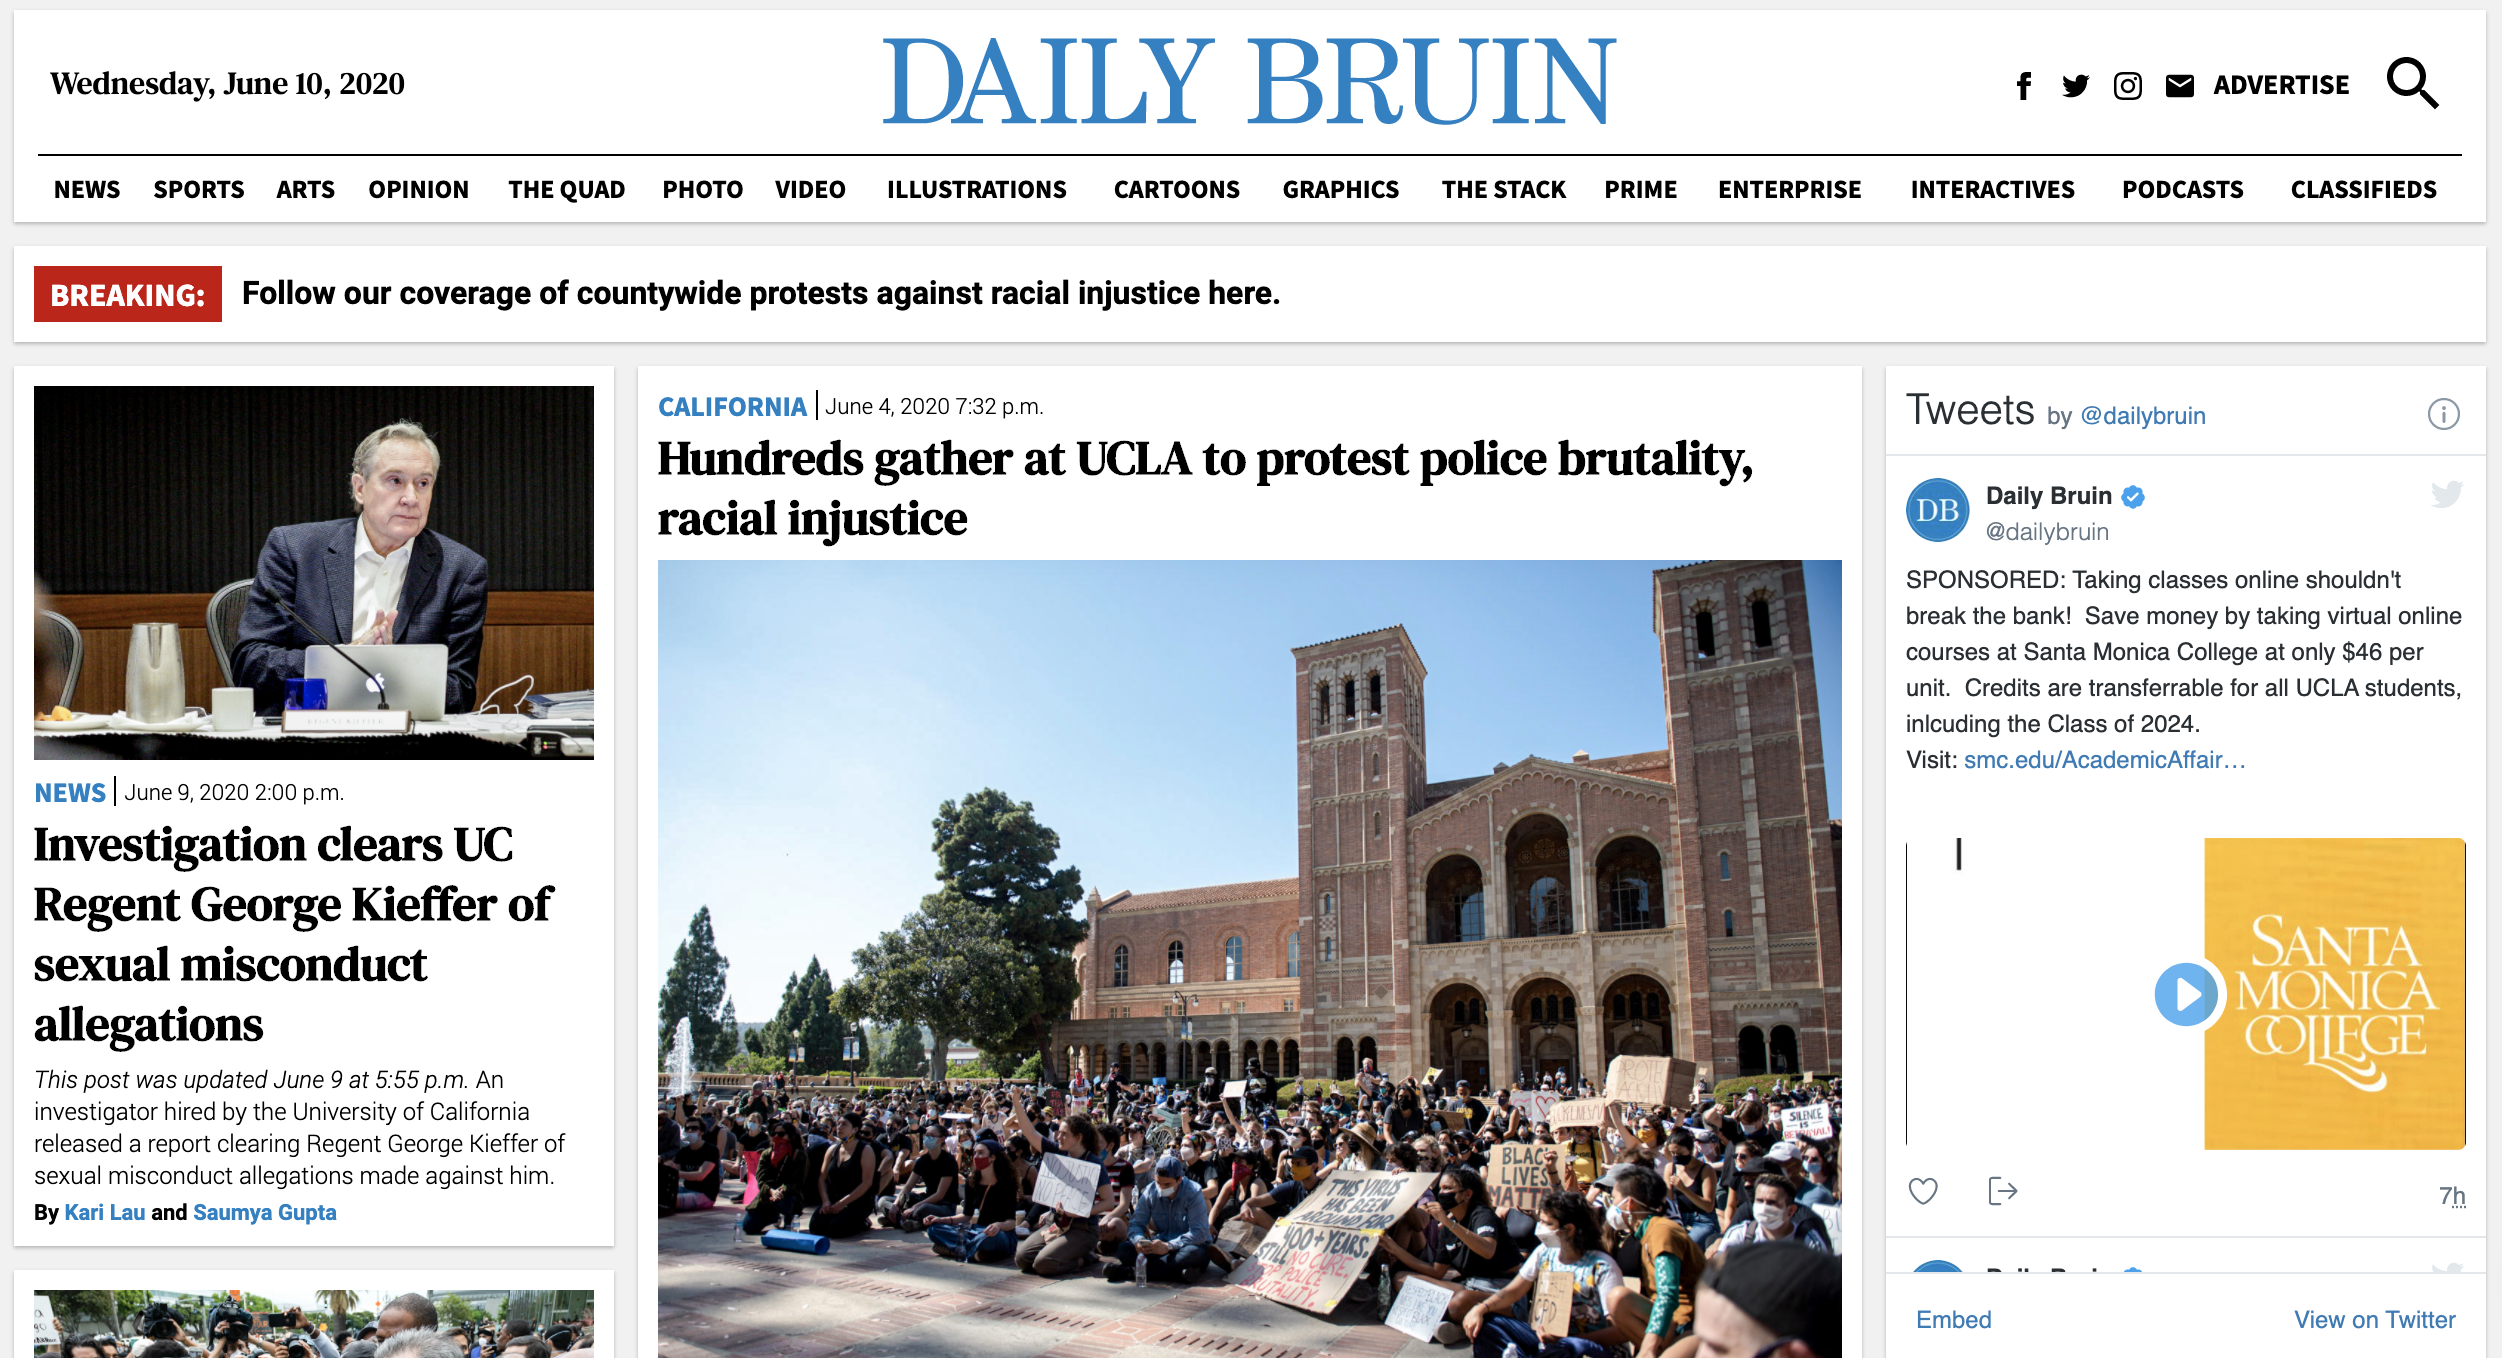 Wednesday, June 10, 2020
DAILY BRUIN
ADVERTISE
NEWS SPORTS ARTS OPINION THE QUAD PHOTO VIDEO ILLUSTRATIONS CARTOONS GRAPHICS THE STACK PRIME ENTERPRISE INTERACTIVES PODCASTS CLASSIFIEDS
BREAKING: Follow our coverage of countywide protests against racial injustice here.
NEWS | June 9, 2020 2:00 p.m.
Investigation clears UC
Regent George Kieffer of
sexual misconduct
allegations
This post was updated June 9 at 5:55 p.m. An
investigator hired by the University of California
released a report clearing Regent George Kieffer of
sexual misconduct allegations made against him.
By Kari Lau and Saumya Gupta
CALIFORNIA | June 4, 2020 7:32 p.m.
Hundreds gather at UCLA to protest police brutality,
racial injustice
SILENCE
IS
BETRAYAL!
BLACK
LIVES
MATTER
THIS VIRUS
HAS BEEN
AROUND FOR
400+ YEARS.
STILL NO CURE.
STOP POLICE
BRUTALITY.
Tweets by @dailybruin
DB
Daily Bruin
@dailybruin
SPONSORED: Taking classes online shouldn't
break the bank!  Save money by taking virtual online
courses at Santa Monica College at only $46 per
unit.  Credits are transferrable for all UCLA students,
inlcuding the Class of 2024.
Visit: smc.edu/AcademicAffair…
SANTA
MONICA
COLLEGE
7h
Embed
View on Twitter